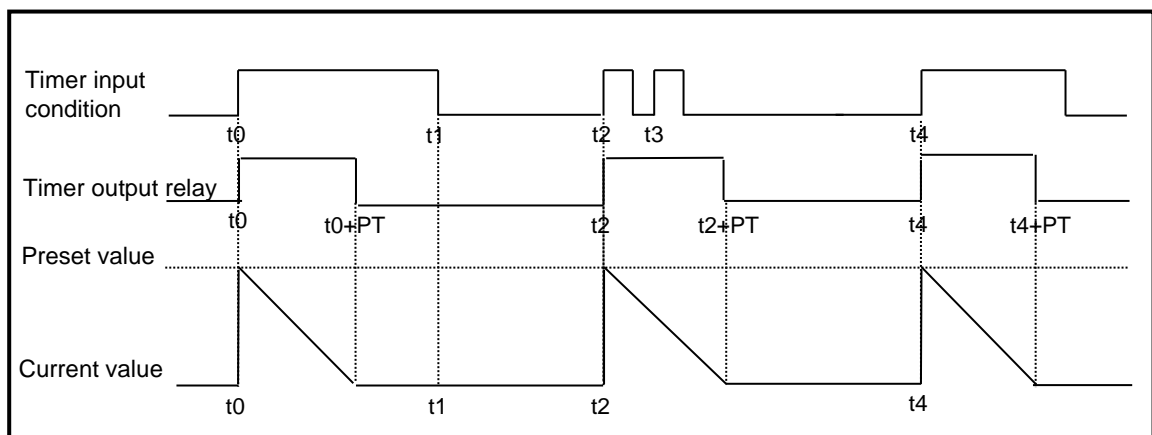 Timer input
condition
t0 t1 t2 t3 t4
Timer output relay
t0 t0+PT t2 t2+PT t4 t4+PT
Preset value
Current value
t0 t1 t2 t4